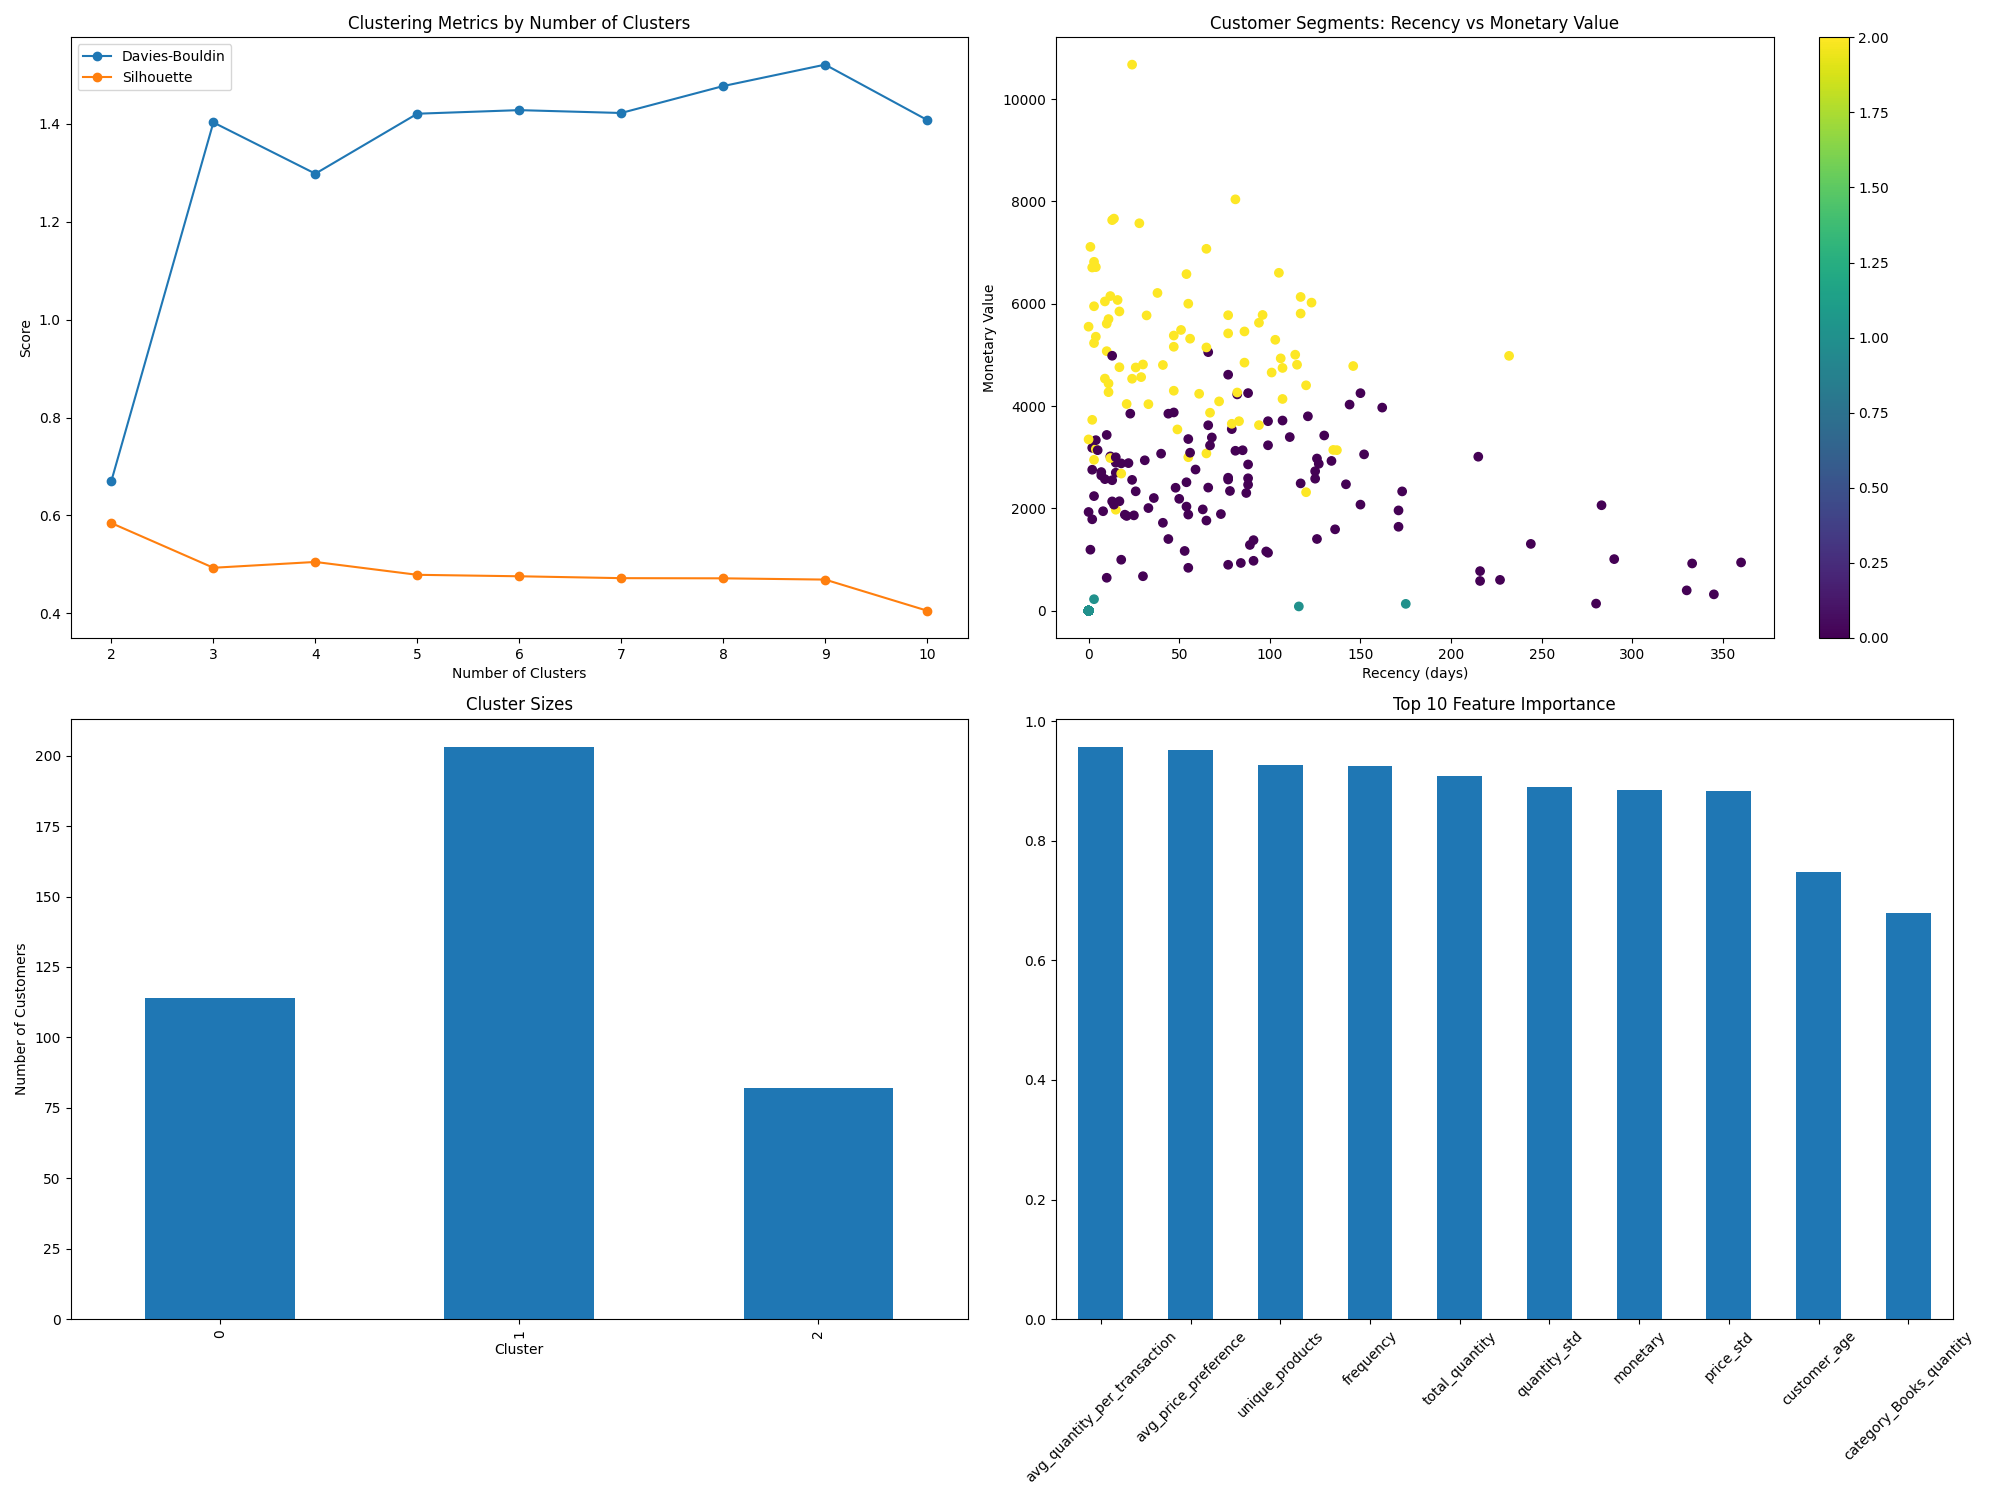 Clustering Metrics by Number of Clusters
Davies-Bouldin
Silhouette
Score
1.4
1.2
1.0
0.8
0.6
0.4
2 3 4 5 6 7 8 9 10
Number of Clusters
Customer Segments: Recency vs Monetary Value
Monetary Value
10000
8000
6000
4000
2000
0
0 50 100 150 200 250 300 350
Recency (days)
2.00
1.75
1.50
1.25
1.00
0.75
0.50
0.25
0.00
Cluster Sizes
Number of Customers
200
175
150
125
100
75
50
25
0
0 1 2
Cluster
Top 10 Feature Importance
1.0
0.8
0.6
0.4
0.2
0.0
avg_quantity_per_transaction
avg_price_preference
unique_products
frequency
total_quantity
quantity_std
monetary
price_std
customer_age
category_Books_quantity